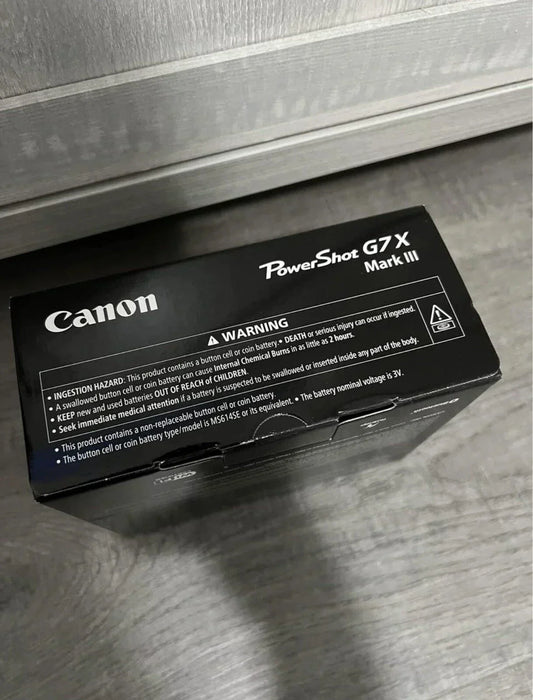 Canon
PowerShot G7 X
Mark III
WARNING
• INGESTION HAZARD: This product contains a button cell or coin battery. • DEATH or serious injury can occur if ingested.
• A swallowed button cell or coin battery can cause Internal Chemical Burns in as little as 2 hours.
• KEEP new and used batteries OUT OF REACH of CHILDREN.
• Seek immediate medical attention if a battery is suspected to be swallowed or inserted inside any part of the body.
• This product contains a non-replaceable button cell or coin battery.
• The button cell or coin battery type/model is MS614SE or its equivalent. • The battery nominal voltage is 3V.